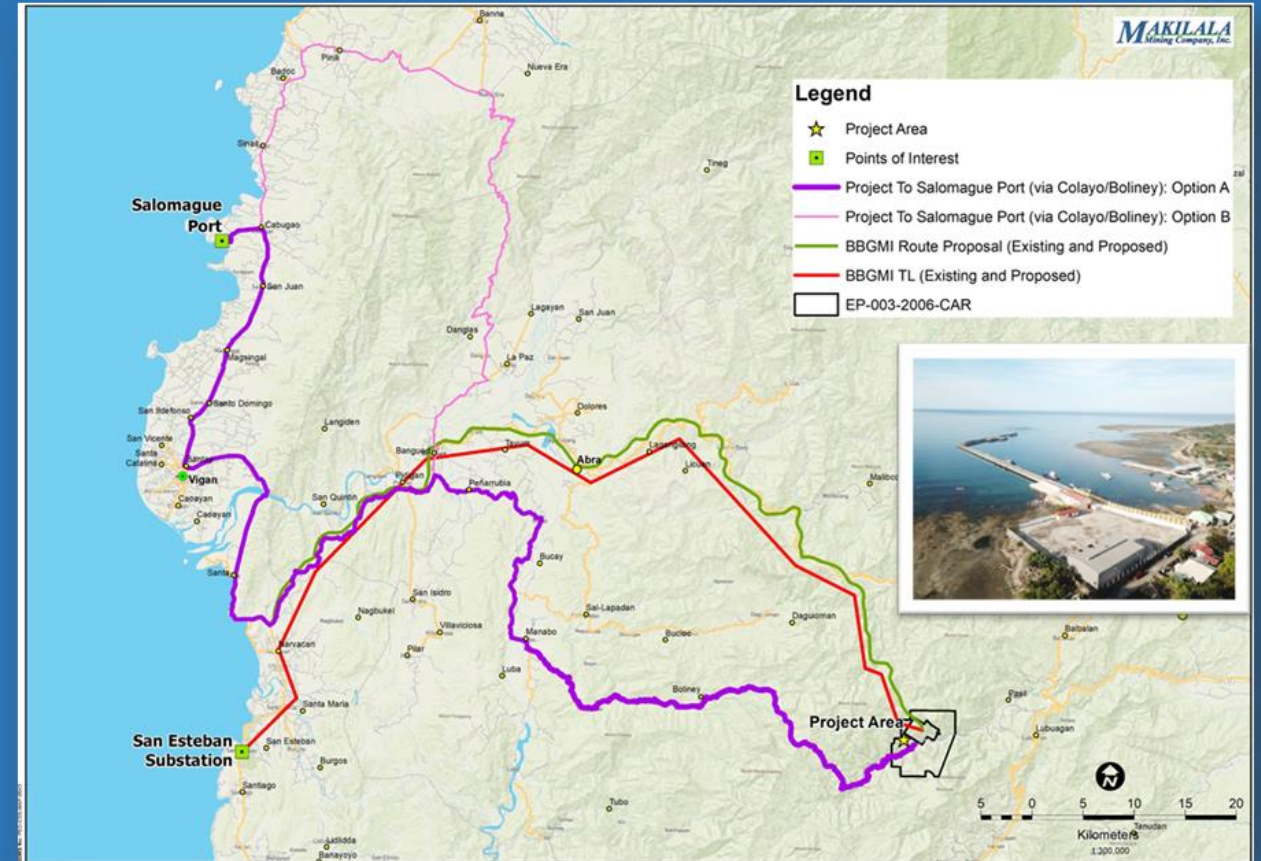 MAKILALA
Mining Company, Inc.
Legend
Project Area
Points of Interest
Project To Salomague Port (via Colayo/Boliney): Option A
Project To Salomague Port (via Colayo/Boliney): Option B
BBGMI Route Proposal (Existing and Proposed)
BBGMI TL (Existing and Proposed)
EP-003-2006-CAR
Banna
Nueva Era
Badoc
Sinait
Tineg
Salomague
Port
Cabugao
San Juan
Lagayan
San Juan
Danglas
La Paz
Magsingal
Santo Domingo
San Ildefonso
Dolores
Langiden
San Vicente
Santa
Catalina
Bantay
Vigan
Bangued
Tayum
Abra
Lagangilang
Licuan
Pidigan
Peñarrubia
San Quintin
Caoayan
Caoayan
Bucay
Santa
San Isidro
Nagbukel
Villaviciosa
Sal-Lapadan
Bucloc
Daguioman
Balbalan
Narvacan
Pilar
Manabo
Luba
Boliney
Pasil
Santa Maria
Project Area
Lubuagan
San Esteban
Substation
San Esteban
Burgos
Santiago
Tubo
N
5 0 5 10 15 20
Kilometers
1:200,000
Tanudan
Lidlidda
Banayoyo